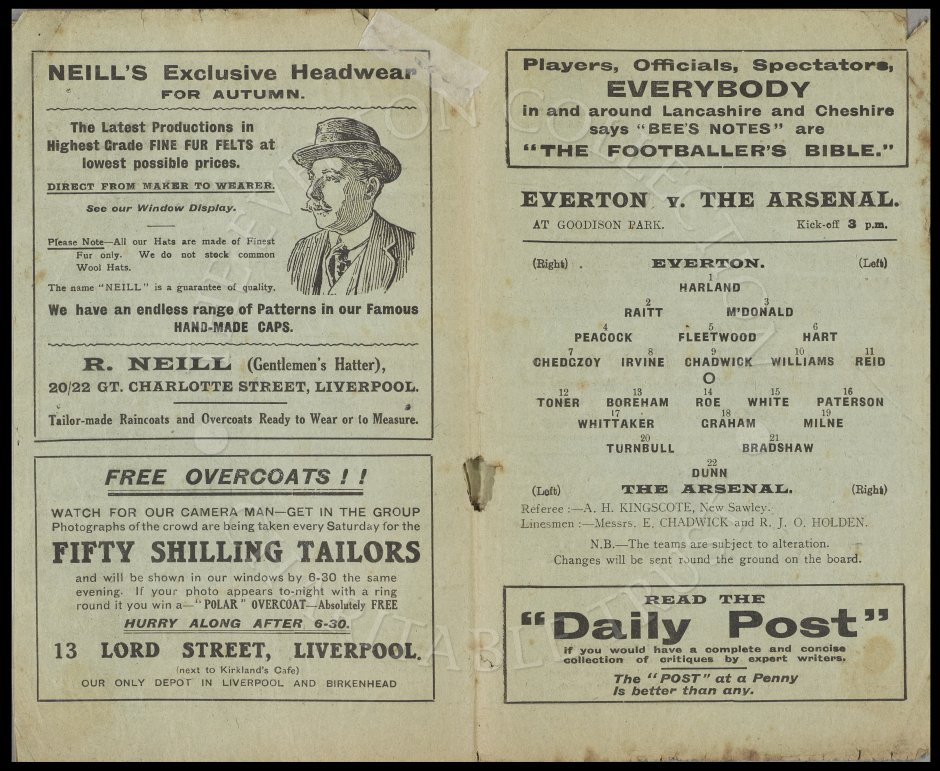 NEILL'S Exclusive Headwear
FOR AUTUMN.
The Latest Productions in
Highest Grade FINE FUR FELTS at
lowest possible prices.
DIRECT FROM MAKER TO WEARER.
See our Window Display.
Please Note—All our Hats are made of Finest
Fur only. We do not stock common
Wool Hats.
The name "NEILL" is a guarantee of quality.
We have an endless range of Patterns in our Famous
HAND-MADE CAPS.
R. NEILL (Gentlemen's Hatter),
20/22 GT. CHARLOTTE STREET, LIVERPOOL.
Tailor-made Raincoats and Overcoats Ready to Wear or to Measure.
FREE OVERCOATS ! !
WATCH FOR OUR CAMERA MAN—GET IN THE GROUP
Photographs of the crowd are being taken every Saturday for the
FIFTY SHILLING TAILORS
and will be shown in our windows by 6-30 the same
evening. If your photo appears to-night with a ring
round it you win a—"POLAR" OVERCOAT—Absolutely FREE
HURRY ALONG AFTER 6-30.
13 LORD STREET, LIVERPOOL.
(next to Kirkland's Cafe)
OUR ONLY DEPOT IN LIVERPOOL AND BIRKENHEAD
Players, Officials, Spectators,
EVERYBODY
in and around Lancashire and Cheshire
says "BEE'S NOTES" are
"THE FOOTBALLER'S BIBLE."
EVERTON v. THE ARSENAL.
AT GOODISON PARK. Kick-off 3 p.m.
(Right) EVERTON. (Left)
1
HARLAND
2 3
RAITT M'DONALD
4 5 6
PEACOCK FLEETWOOD HART
7 8 9 10 11
CHEDGZOY IRVINE CHADWICK WILLIAMS REID
O
12 13 14 15 16
TONER BOREHAM ROE WHITE PATERSON
17 18 19
WHITTAKER GRAHAM MILNE
20 21
TURNBULL BRADSHAW
22
DUNN
(Left) THE ARSENAL. (Right)
Referee :—A. H. KINGSCOTE, New Sawley.
Linesmen :—Messrs. E. CHADWICK and R. J. O. HOLDEN.
N.B.—The teams are subject to alteration.
Changes will be sent round the ground on the board.
READ THE
"Daily Post"
if you would have a complete and concise
collection of critiques by expert writers.
The "POST" at a Penny
Is better than any.